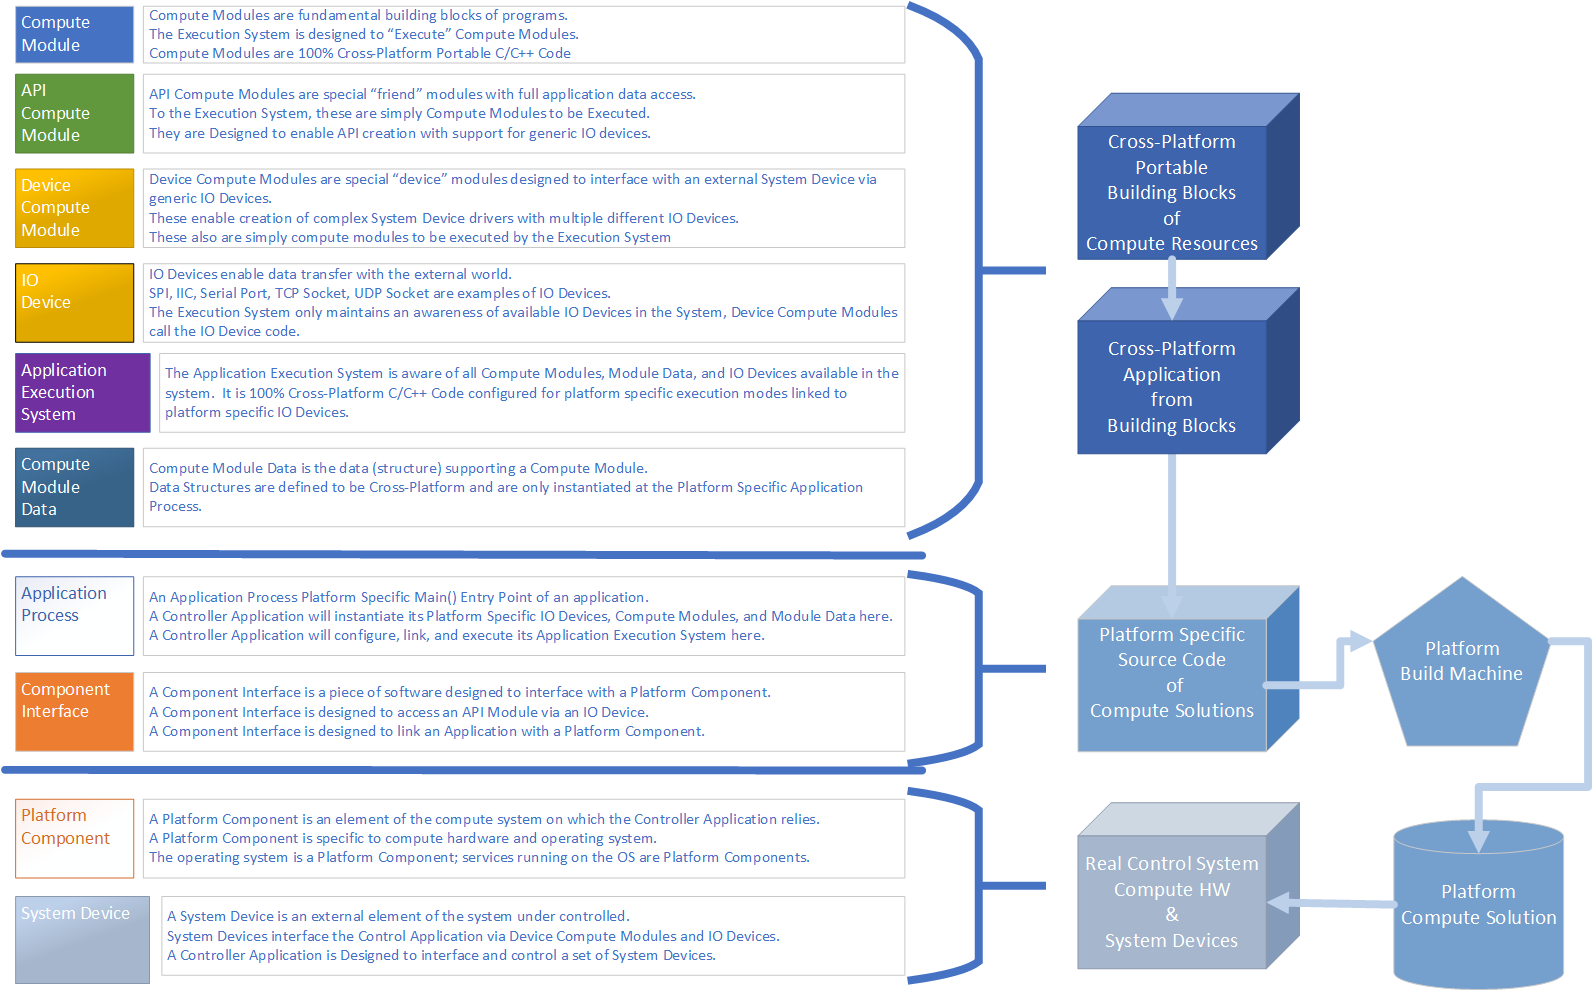 Compute
Module
Compute Modules are fundamental building blocks of programs.
The Execution System is designed to “Execute” Compute Modules.
Compute Modules are 100% Cross-Platform Portable C/C++ Code
API
Compute
Module
API Compute Modules are special “friend” modules with full application data access.
To the Execution System, these are simply Compute Modules to be Executed.
They are Designed to enable API creation with support for generic IO devices.
Device
Compute
Module
Device Compute Modules are special “device” modules designed to interface with an external System Device via
generic IO Devices.
These enable creation of complex System Device drivers with multiple different IO Devices.
These also are simply compute modules to be executed by the Execution System
IO
Device
IO Devices enable data transfer with the external world.
SPI, IIC, Serial Port, TCP Socket, UDP Socket are examples of IO Devices.
The Execution System only maintains an awareness of available IO Devices in the System, Device Compute Modules
call the IO Device code.
Application
Execution
System
The Application Execution System is aware of all Compute Modules, Module Data, and IO Devices available in the
system.  It is 100% Cross-Platform C/C++ Code configured for platform specific execution modes linked to
platform specific IO Devices.
Compute
Module
Data
Compute Module Data is the data (structure) supporting a Compute Module.
Data Structures are defined to be Cross-Platform and are only instantiated at the Platform Specific Application
Process.
Application
Process
An Application Process Platform Specific Main() Entry Point of an application.
A Controller Application will instantiate its Platform Specific IO Devices, Compute Modules, and Module Data here.
A Controller Application will configure, link, and execute its Application Execution System here.
Component
Interface
A Component Interface is a piece of software designed to interface with a Platform Component.
A Component Interface is designed to access an API Module via an IO Device.
A Component Interface is designed to link an Application with a Platform Component.
Platform
Component
A Platform Component is an element of the compute system on which the Controller Application relies.
A Platform Component is specific to compute hardware and operating system.
The operating system is a Platform Component; services running on the OS are Platform Components.
System Device
A System Device is an external element of the system under controlled.
System Devices interface the Control Application via Device Compute Modules and IO Devices.
A Controller Application is Designed to interface and control a set of System Devices.
Cross-Platform
Portable
Building Blocks
of
Compute Resources
Cross-Platform
Application
from
Building Blocks
Platform Specific
Source Code
of
Compute Solutions
Platform
Build Machine
Real Control System
Compute HW
&
System Devices
Platform
Compute Solution